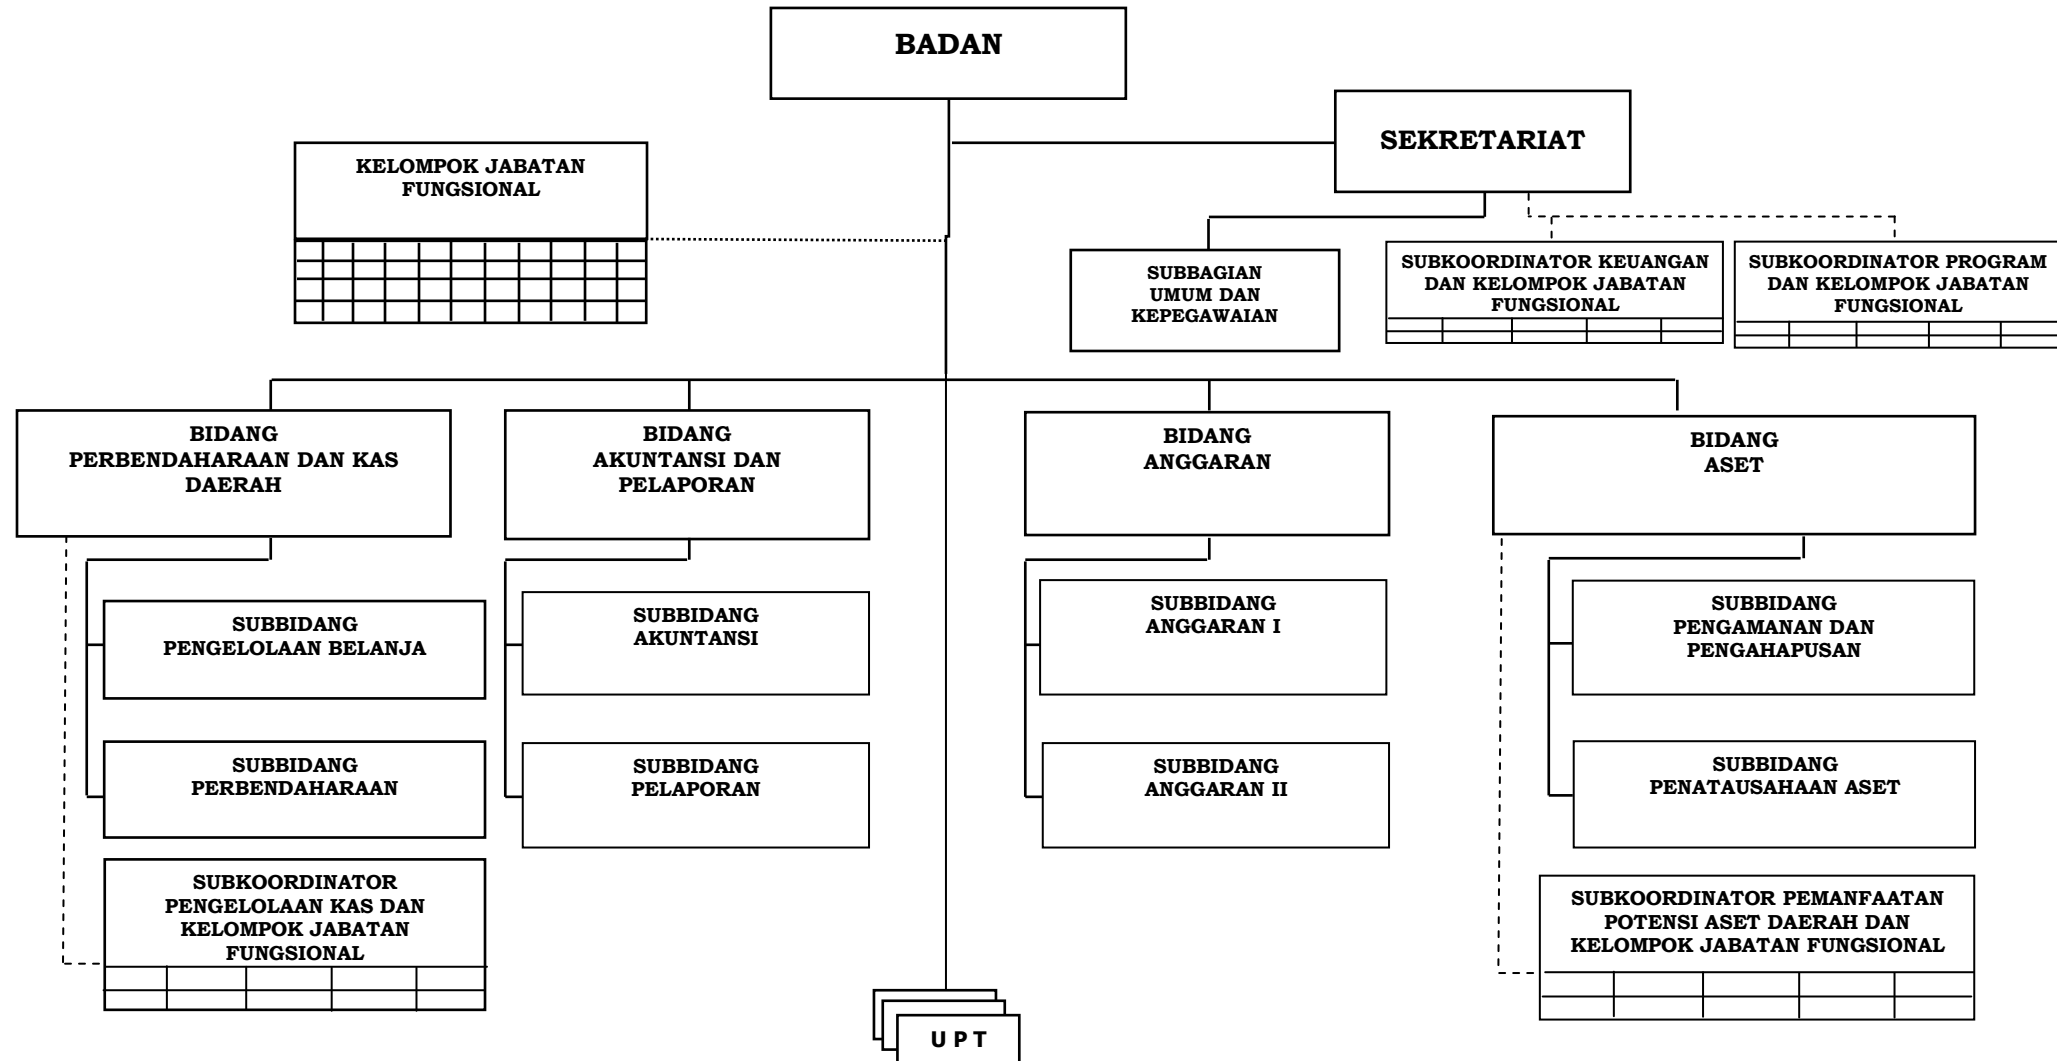 BADAN
SEKRETARIAT
KELOMPOK JABATAN
FUNGSIONAL
SUBBAGIAN
UMUM DAN
KEPEGAWAIAN
SUBKOORDINATOR KEUANGAN
DAN KELOMPOK JABATAN
FUNGSIONAL
SUBKOORDINATOR PROGRAM
DAN KELOMPOK JABATAN
FUNGSIONAL
BIDANG
PERBENDAHARAAN DAN KAS
DAERAH
BIDANG
AKUNTANSI DAN
PELAPORAN
BIDANG
ANGGARAN
BIDANG
ASET
SUBBIDANG
PENGELOLAAN BELANJA
SUBBIDANG
AKUNTANSI
SUBBIDANG
ANGGARAN I
SUBBIDANG
PENGAMANAN DAN
PENGAHAPUSAN
SUBBIDANG
PERBENDAHARAAN
SUBBIDANG
PELAPORAN
SUBBIDANG
ANGGARAN II
SUBBIDANG
PENATAUSAHAAN ASET
SUBKOORDINATOR
PENGELOLAAN KAS DAN
KELOMPOK JABATAN
FUNGSIONAL
SUBKOORDINATOR PEMANFAATAN
POTENSI ASET DAERAH DAN
KELOMPOK JABATAN FUNGSIONAL
U P T